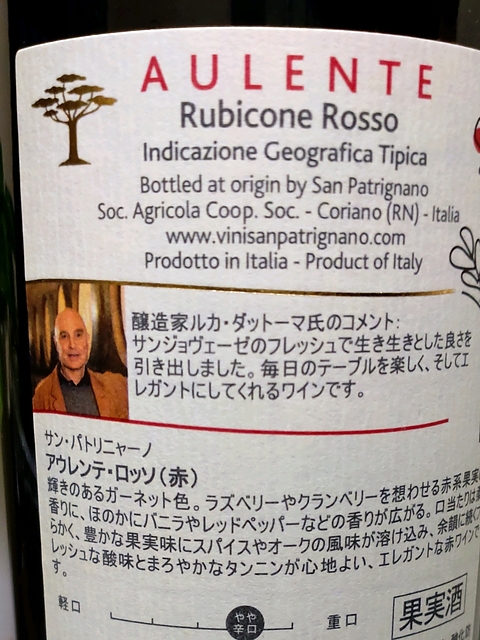 AULENTE
Rubicone Rosso
Indicazione Geografica Tipica
Bottled at origin by San Patrignano
Soc. Agricola Coop. Soc. - Coriano (RN) - Italia
www.vinisanpatrignano.com
Prodotto in Italia - Product of Italy
醸造家ルカ・ダットーマ氏のコメント:
サンジョヴェーゼのフレッシュで生き生きとした良さを
引き出しました。毎日のテーブルを楽しく、そしてエ
レガントにしてくれるワインです。
サン・パトリニャーノ
アウレンテ・ロッソ(赤)
輝きのあるガーネット色。ラズベリーやクランベリーを想わせる赤系果実の
香りに、ほのかにバニラやレッドペッパーなどの香りが広がる。口当たりは
らかく、豊かな果実味にスパイスやオークの風味が溶け込み、余韻に続く
レッシュな酸味とまろやかなタンニンが心地よい、エレガントな赤ワインで
す。
軽口 やや辛口 重口 果実酒